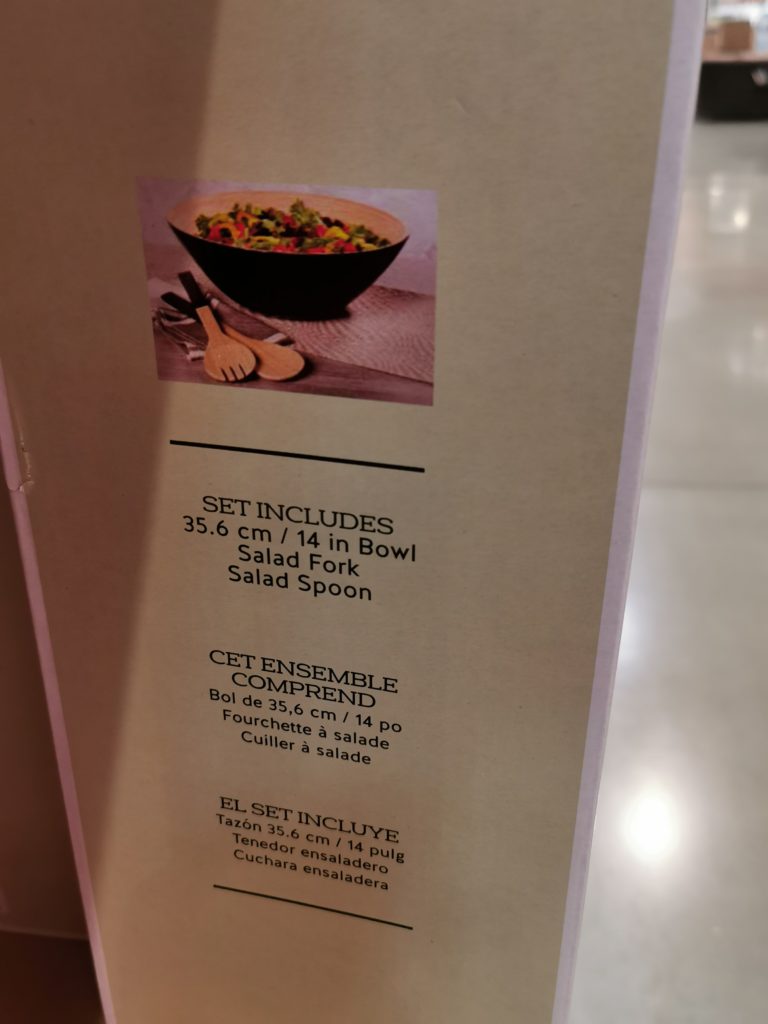 SET INCLUDES
35.6 cm / 14 in Bowl
Salad Fork
Salad Spoon
CET ENSEMBLE
COMPREND
Bol de 35,6 cm / 14 po
Fourchette à salade
Cuiller à salade
EL SET INCLUYE
Tazón 35.6 cm / 14 pulg
Tenedor ensaladero
Cuchara ensaladera